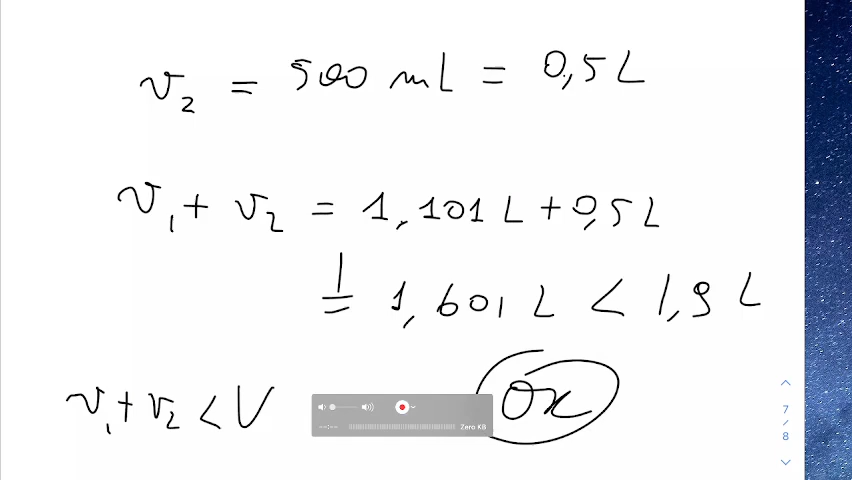 v₂ = 500 ml = 0,5 L
v₁ + v₂ = 1,101 L + 0,5 L
= 1,601 L < 1,9 L
v₁ + v₂ < V
OK
--:--
Zero KB
7
/
8